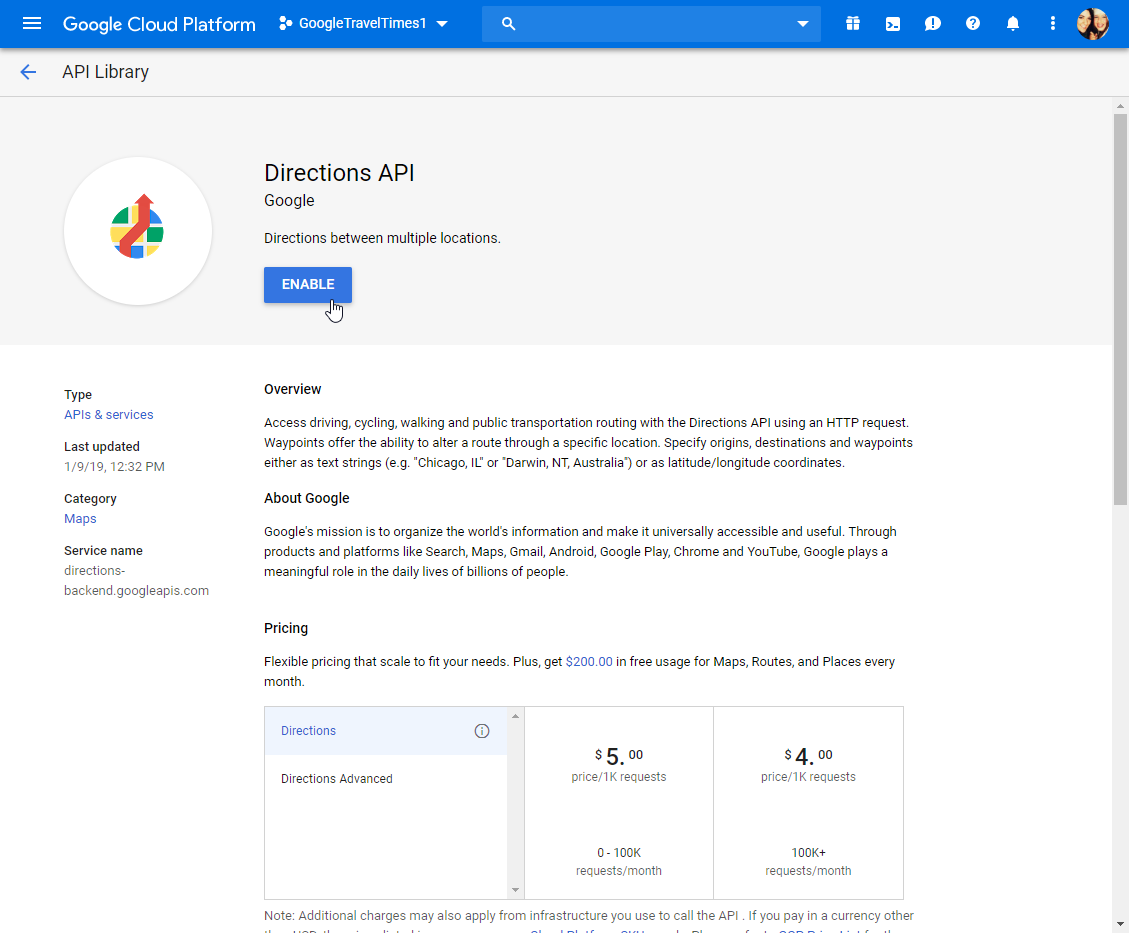 Google Cloud Platform
GoogleTravelTimes1
API Library
Directions API
Google
Directions between multiple locations.
ENABLE
Type
APIs & services
Last updated
1/9/19, 12:32 PM
Category
Maps
Service name
directions-
backend.googleapis.com
Overview
Access driving, cycling, walking and public transportation routing with the Directions API using an HTTP request.
Waypoints offer the ability to alter a route through a specific location. Specify origins, destinations and waypoints
either as text strings (e.g. "Chicago, IL" or "Darwin, NT, Australia") or as latitude/longitude coordinates.
About Google
Google's mission is to organize the world's information and make it universally accessible and useful. Through
products and platforms like Search, Maps, Gmail, Android, Google Play, Chrome and YouTube, Google plays a
meaningful role in the daily lives of billions of people.
Pricing
Flexible pricing that scale to fit your needs. Plus, get $200.00 in free usage for Maps, Routes, and Places every
month.
Directions
Directions Advanced
$ 5. 00
price/1K requests
0 - 100K
requests/month
$ 4. 00
price/1K requests
100K+
requests/month
Note: Additional charges may also apply from infrastructure you use to call the API . If you pay in a currency other